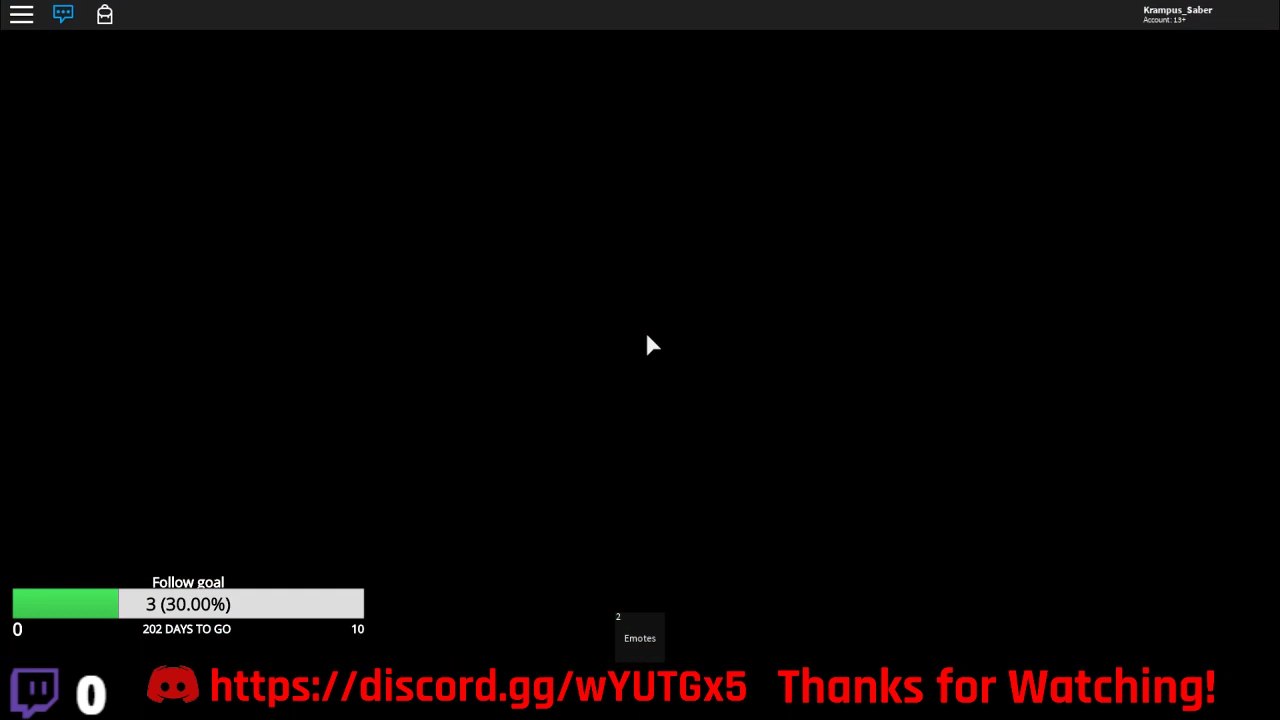 Krampus_Saber
Account: 13+
Follow goal
3 (30.00%)
0
202 DAYS TO GO
10
2
Emotes
0
https://discord.gg/wYUTGx5
Thanks for Watching!